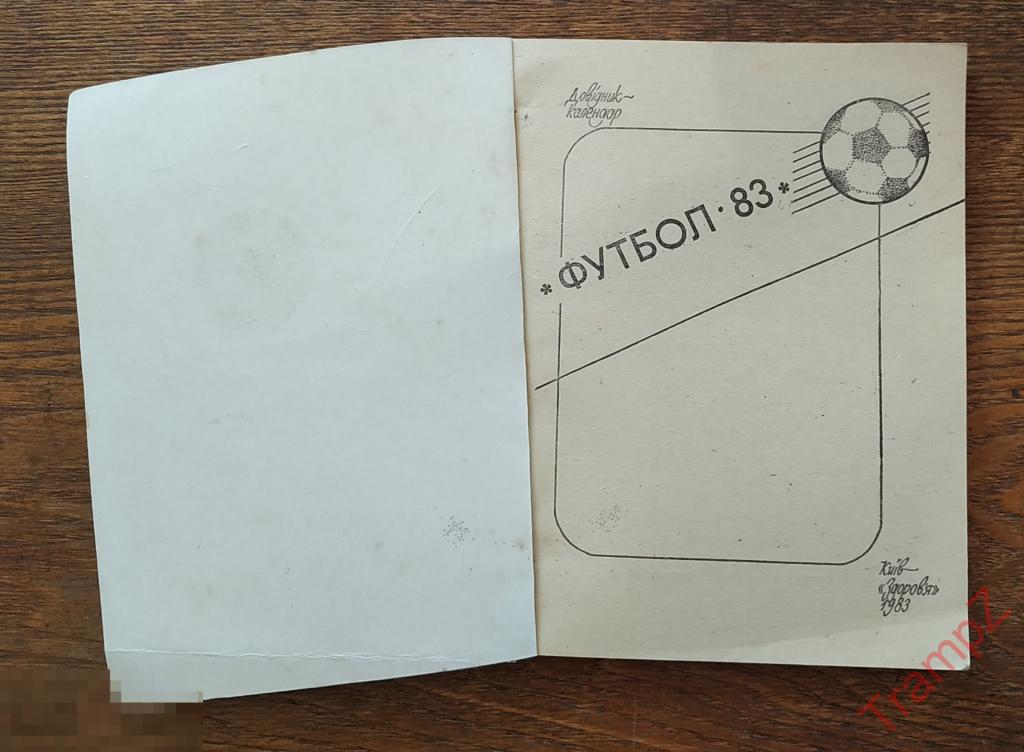 Довідник-
календар
* ФУТБОЛ · 83 *
Київ
«Здоров'я»
1983
TrampZ